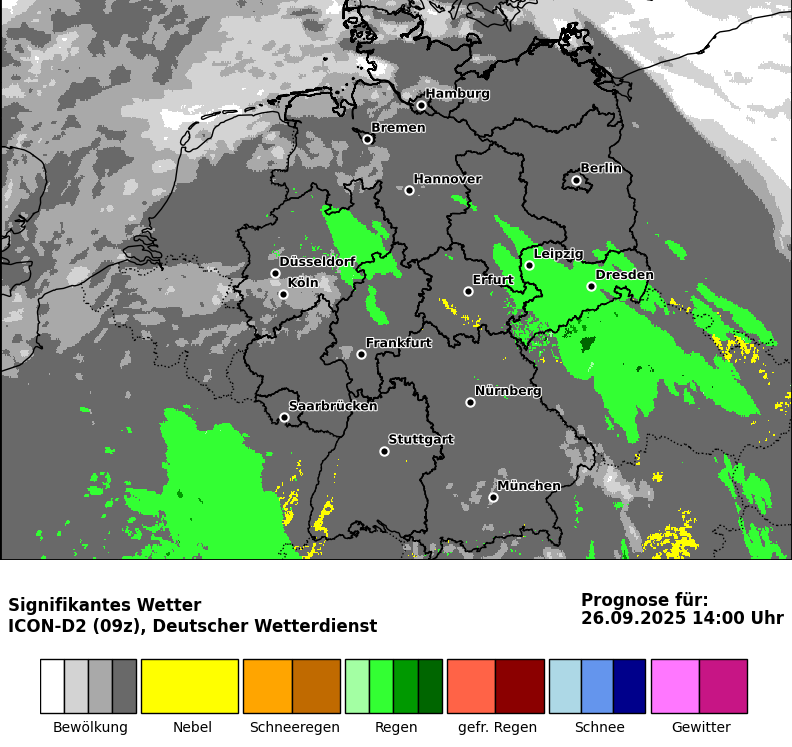 Hamburg
Bremen
Berlin
Hannover
Leipzig
Düsseldorf
Dresden
Köln
Erfurt
Frankfurt
Nürnberg
Saarbrücken
Stuttgart
München
Signifikantes Wetter
ICON-D2 (09z), Deutscher Wetterdienst
Prognose für:
26.09.2025 14:00 Uhr
Bewölkung Nebel Schneeregen Regen gefr. Regen Schnee Gewitter